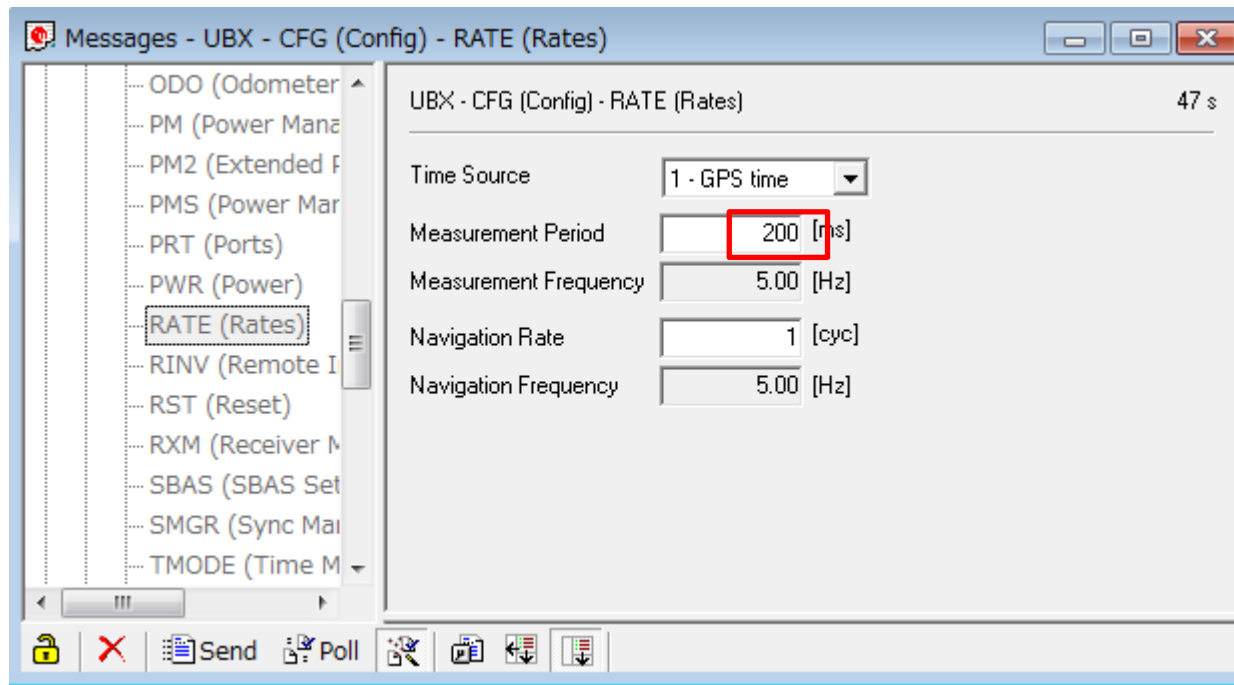 Messages - UBX - CFG (Config) - RATE (Rates)
ODO (Odometer
PM (Power Mana
PM2 (Extended P
PMS (Power Mar
PRT (Ports)
PWR (Power)
RATE (Rates)
RINV (Remote I
RST (Reset)
RXM (Receiver M
SBAS (SBAS Set
SMGR (Sync Mar
TMODE (Time M
UBX - CFG (Config) - RATE (Rates) 47 s
Time Source 1 - GPS time
Measurement Period 200 [ms]
Measurement Frequency 5.00 [Hz]
Navigation Rate 1 [cyc]
Navigation Frequency 5.00 [Hz]
Send Poll